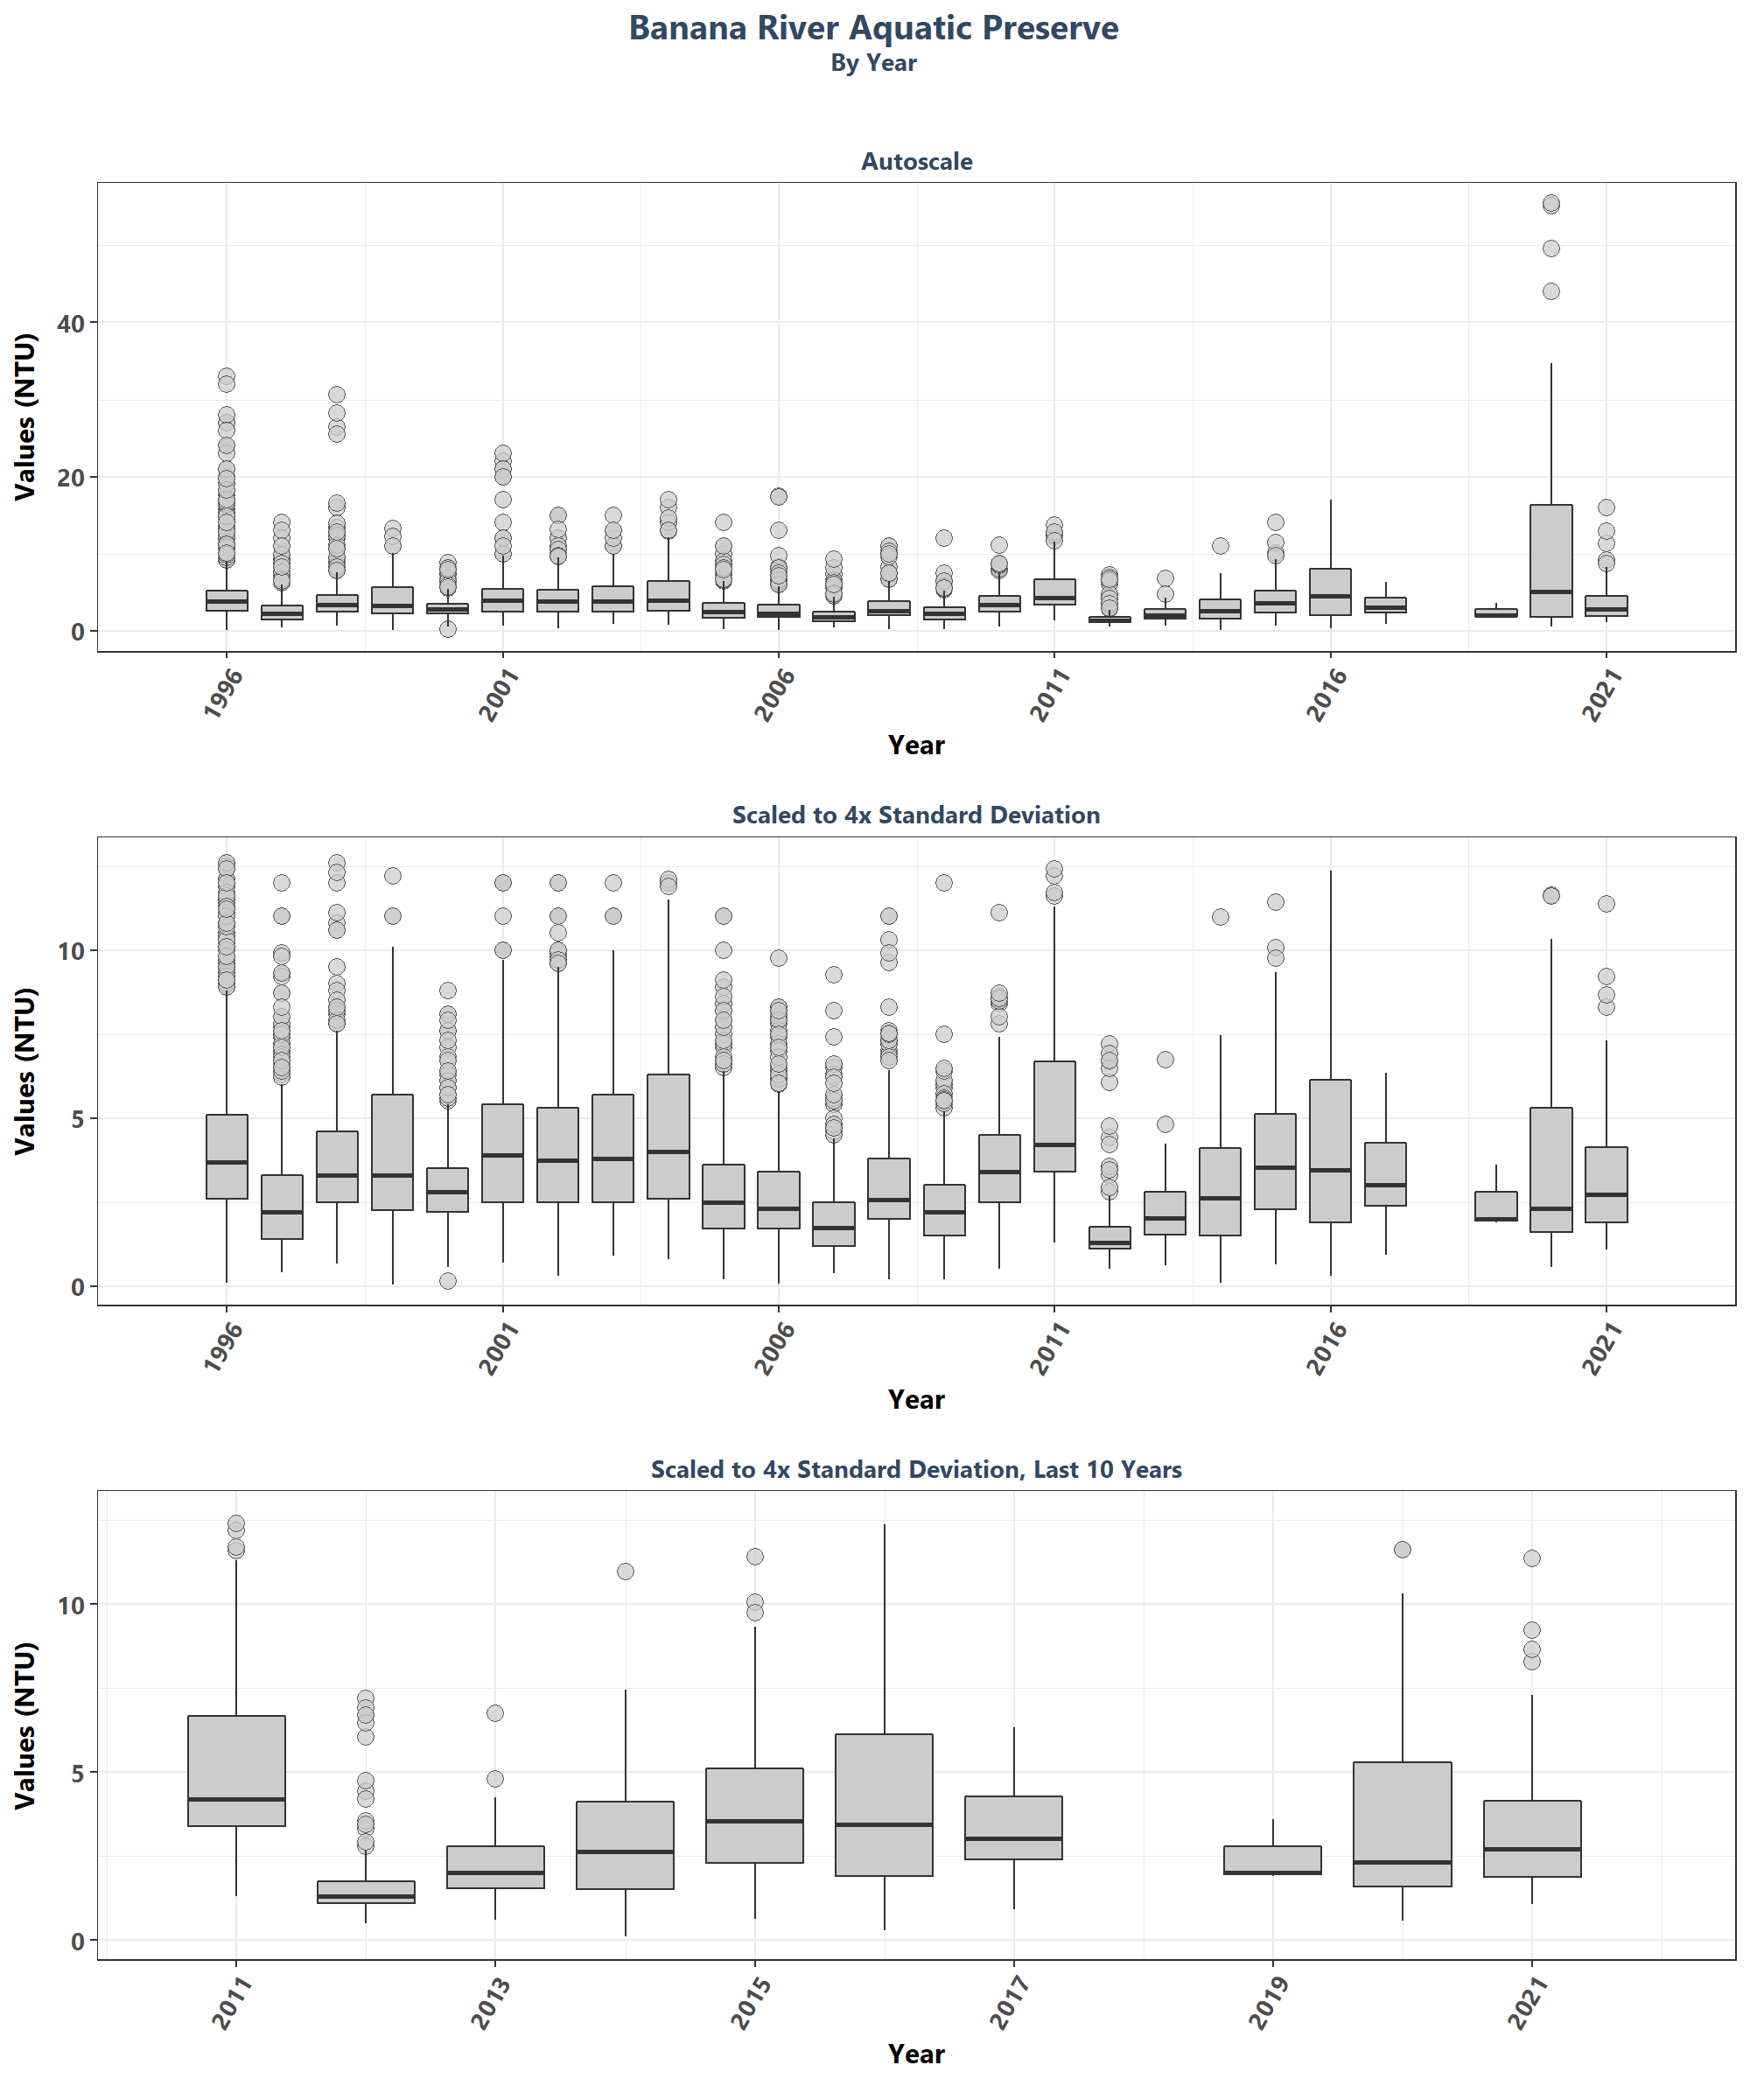 Banana River Aquatic Preserve
By Year
Autoscale
Values (NTU)
40
20
0
1996 2001 2006 2011 2016 2021
Year
Scaled to 4x Standard Deviation
Values (NTU)
10
5
0
1996 2001 2006 2011 2016 2021
Year
Scaled to 4x Standard Deviation, Last 10 Years
Values (NTU)
10
5
0
2011 2013 2015 2017 2019 2021
Year